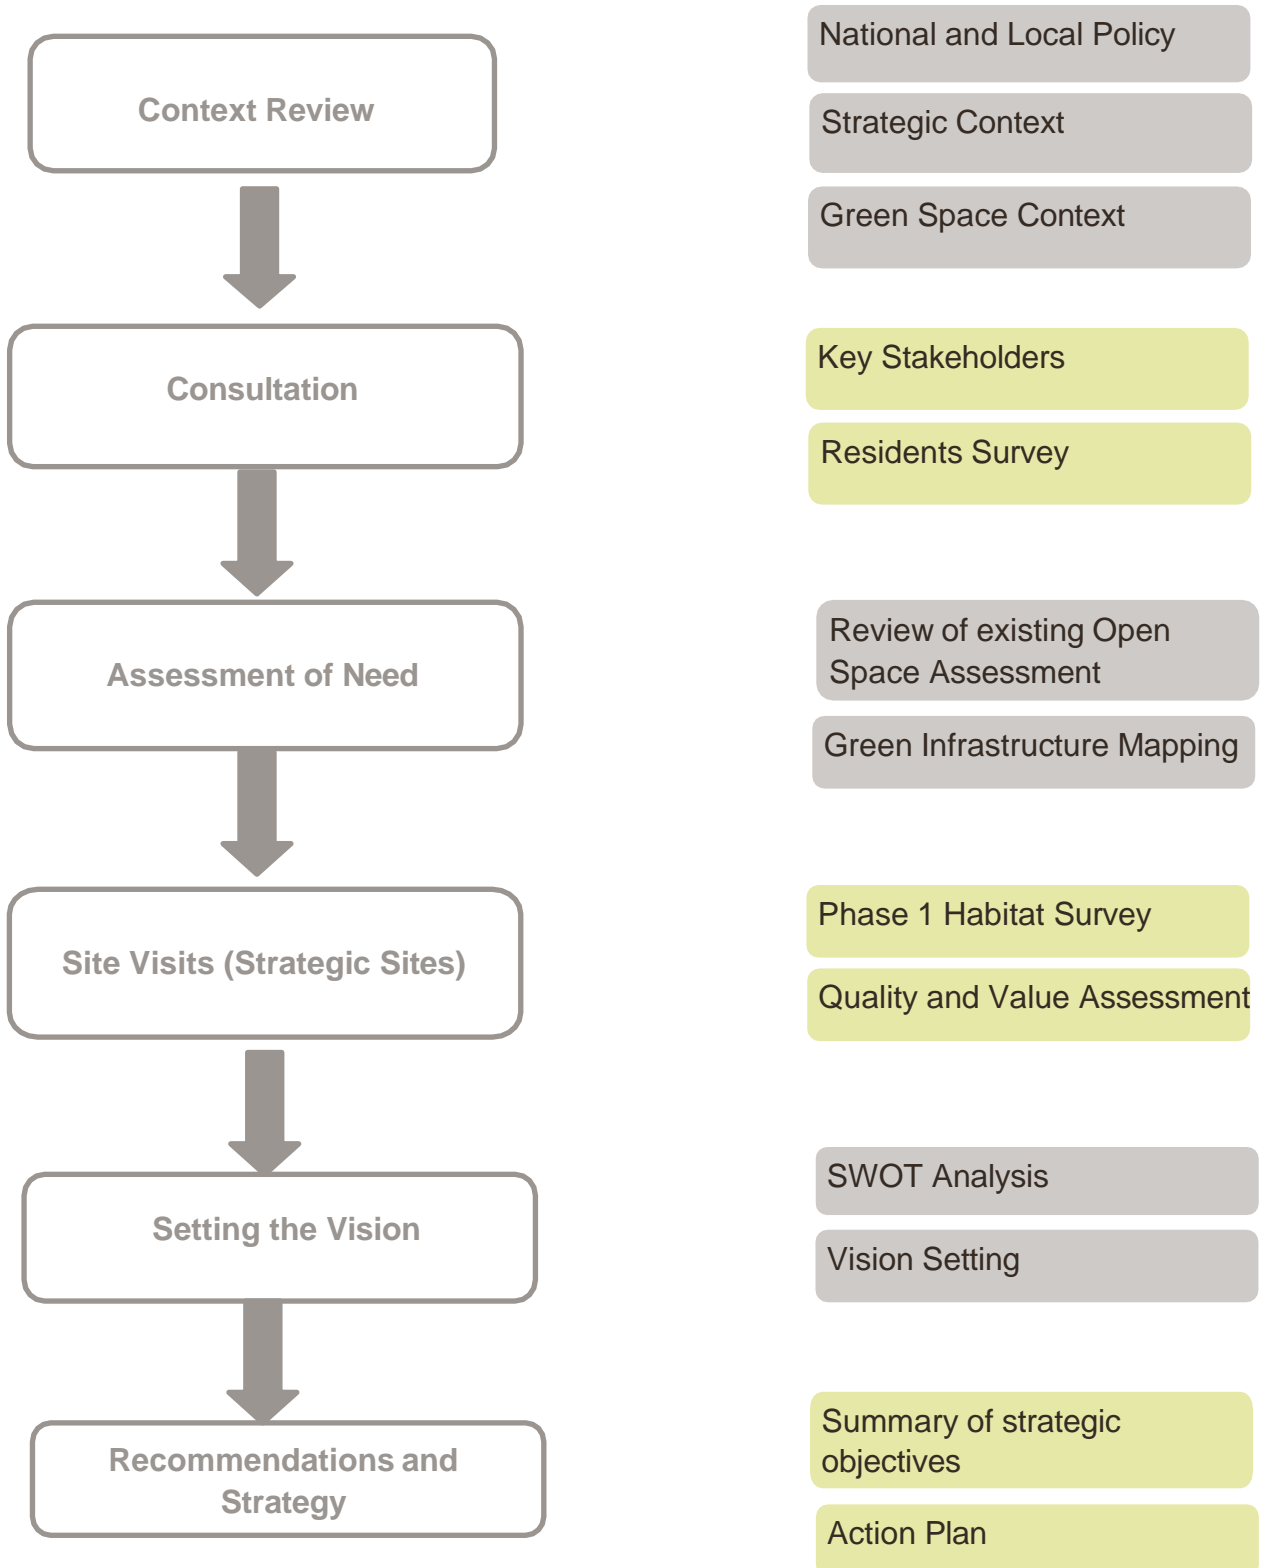 Context Review
National and Local Policy
Strategic Context
Green Space Context
Consultation
Key Stakeholders
Residents Survey
Assessment of Need
Review of existing Open
Space Assessment
Green Infrastructure Mapping
Site Visits (Strategic Sites)
Phase 1 Habitat Survey
Quality and Value Assessment
Setting the Vision
SWOT Analysis
Vision Setting
Recommendations and
Strategy
Summary of strategic
objectives
Action Plan